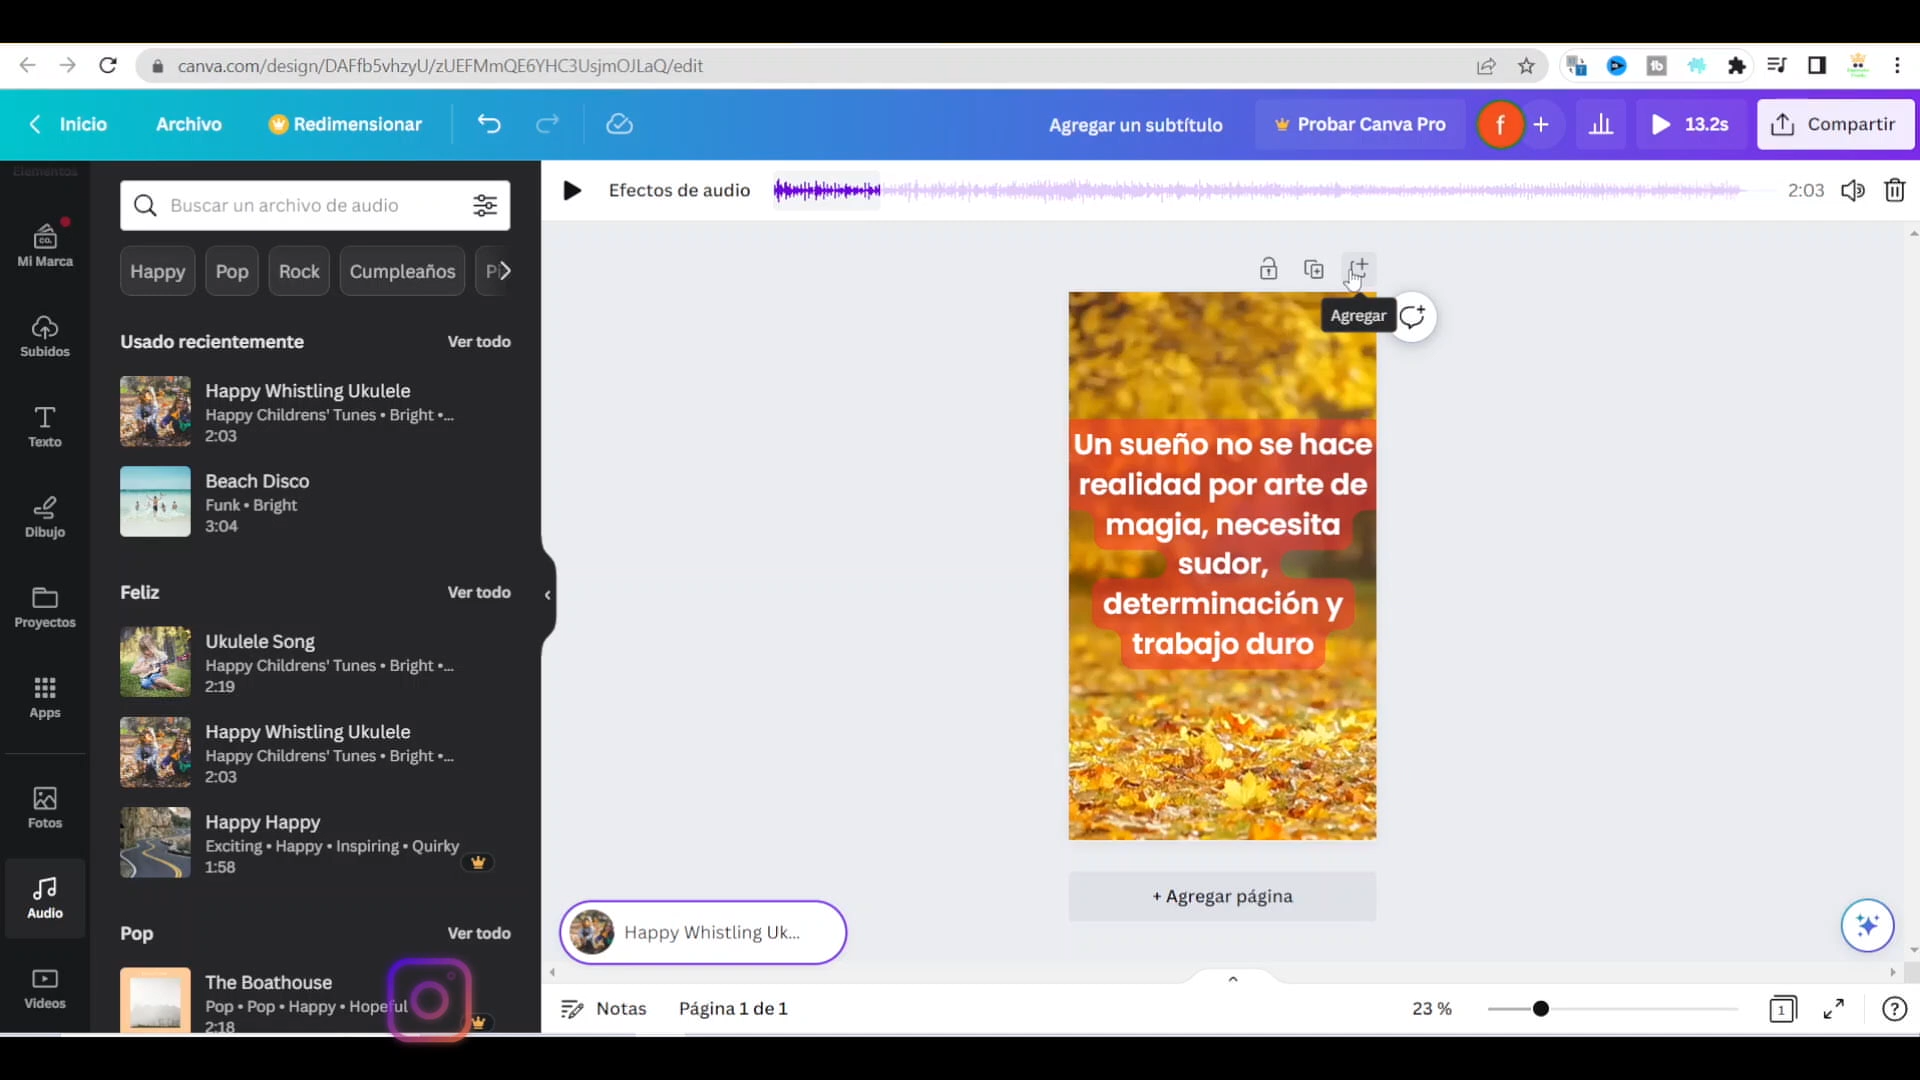 canva.com/design/DAFfb5vhzyU/zUEFMmQE6YHC3UsjmOJLaQ/edit
Inicio
Archivo
Redimensionar
Agregar un subtítulo
Probar Canva Pro
f
13.2s
Compartir
Elementos
Mi Marca
Subidos
Texto
Dibujo
Proyectos
Apps
Fotos
Audio
Videos
Buscar un archivo de audio
Happy
Pop
Rock
Cumpleaños
Usado recientemente
Ver todo
Happy Whistling Ukulele
Happy Childrens' Tunes • Bright •...
2:03
Beach Disco
Funk • Bright
3:04
Feliz
Ver todo
Ukulele Song
Happy Childrens' Tunes • Bright •...
2:19
Happy Whistling Ukulele
Happy Childrens' Tunes • Bright •...
2:03
Happy Happy
Exciting • Happy • Inspiring • Quirky
1:58
Pop
Ver todo
The Boathouse
Pop • Pop • Happy • Hopeful
2:18
Efectos de audio
2:03
Agregar
Un sueño no se hace
realidad por arte de
magia, necesita
sudor,
determinación y
trabajo duro
+ Agregar página
Happy Whistling Uk...
Notas
Página 1 de 1
23 %
1